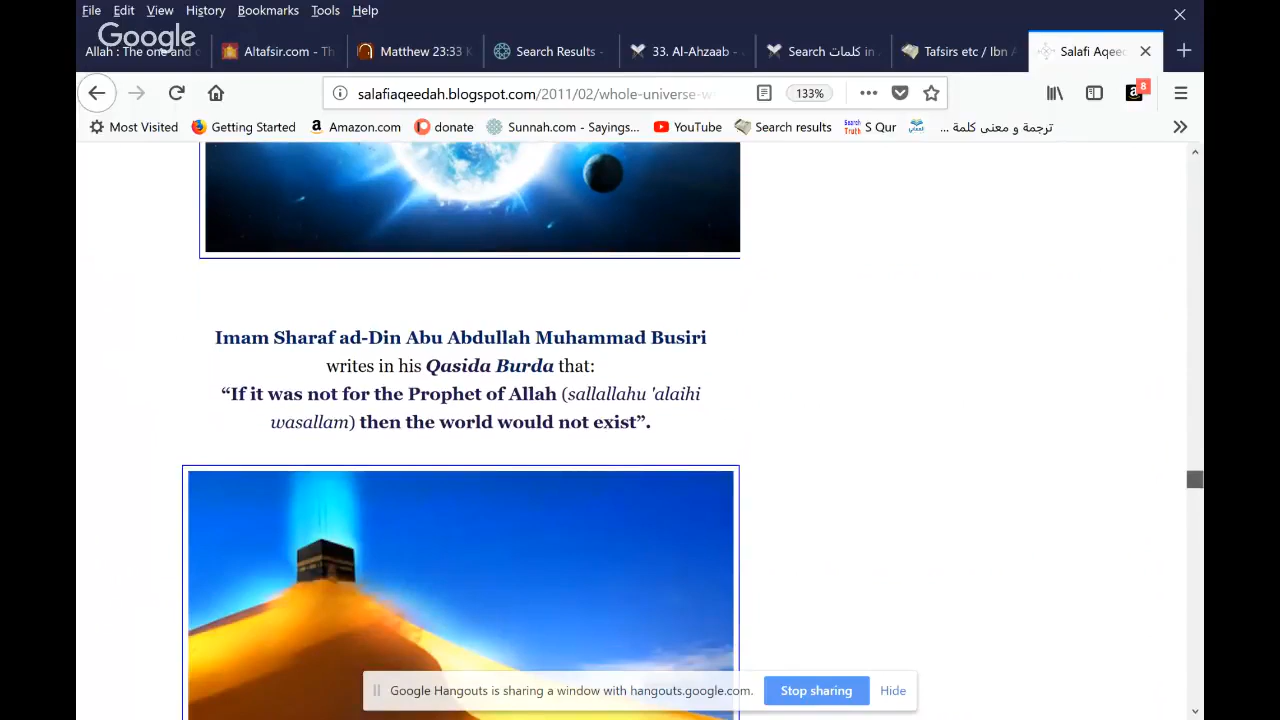 File Edit View History Bookmarks Tools Help
Google
Allah : The one and o
Altafsir.com - Th
Matthew 23:33 K
Search Results -
33. Al-Ahzaab -
Search كلمات in
Tafsirs etc / Ibn A
Salafi Aqeed
salafiaqeedah.blogspot.com/2011/02/whole-universe-w
133%
8
Most Visited Getting Started Amazon.com donate Sunnah.com - Sayings... YouTube Search results Search Truth S Qur ترجمة و معنى كلمة ...
Imam Sharaf ad-Din Abu Abdullah Muhammad Busiri
writes in his Qasida Burda that:
“If it was not for the Prophet of Allah (sallallahu 'alaihi
wasallam) then the world would not exist”.
Google Hangouts is sharing a window with hangouts.google.com. Stop sharing Hide